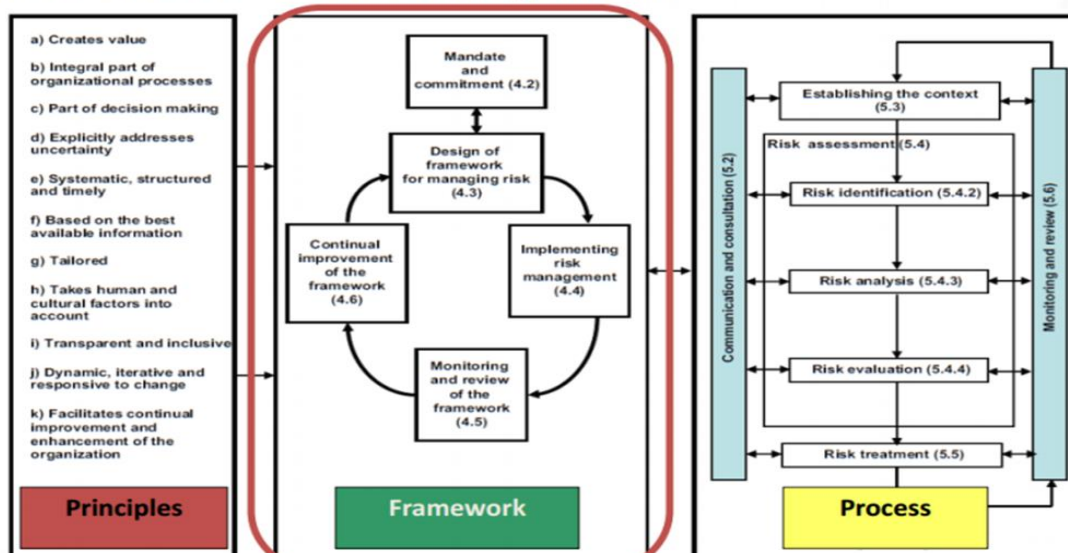 a) Creates value
b) Integral part of
organizational processes
c) Part of decision making
d) Explicitly addresses
uncertainty
e) Systematic, structured
and timely
f) Based on the best
available information
g) Tailored
h) Takes human and
cultural factors into
account
i) Transparent and inclusive
j) Dynamic, iterative and
responsive to change
k) Facilitates continual
improvement and
enhancement of the
organization
Principles
Mandate
and
commitment (4.2)
Design of
framework
for managing risk
(4.3)
Implementing
risk
management
(4.4)
Monitoring
and review
of the
framework
(4.5)
Continual
improvement
of the
framework
(4.6)
Framework
Communication and consultation (5.2)
Establishing the context
(5.3)
Risk assessment (5.4)
Risk identification (5.4.2)
Risk analysis (5.4.3)
Risk evaluation (5.4.4)
Risk treatment (5.5)
Monitoring and review (5.6)
Process